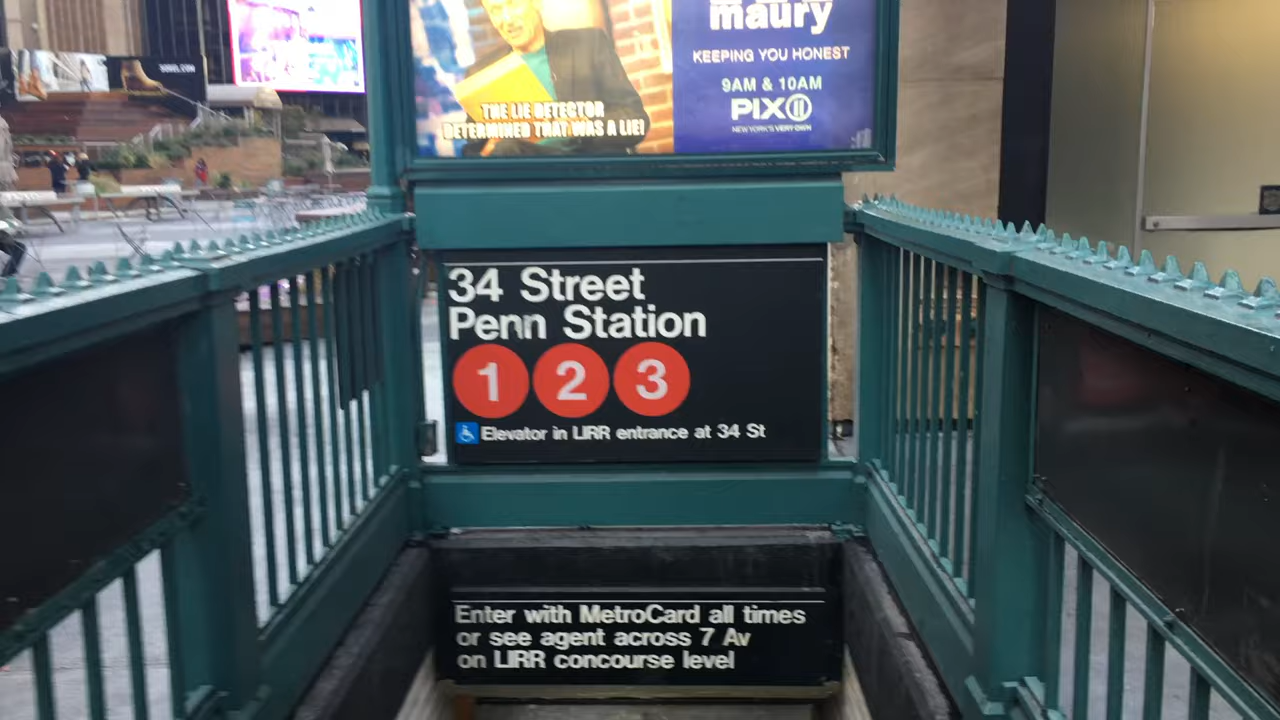 maury
KEEPING YOU HONEST
9AM & 10AM
PIX11
NEW YORK'S VERY OWN
THE LIE DETECTOR
DETERMINED THAT WAS A LIE!
34 Street
Penn Station
1 2 3
Elevator in LIRR entrance at 34 St
Enter with MetroCard all times
or see agent across 7 Av
on LIRR concourse level